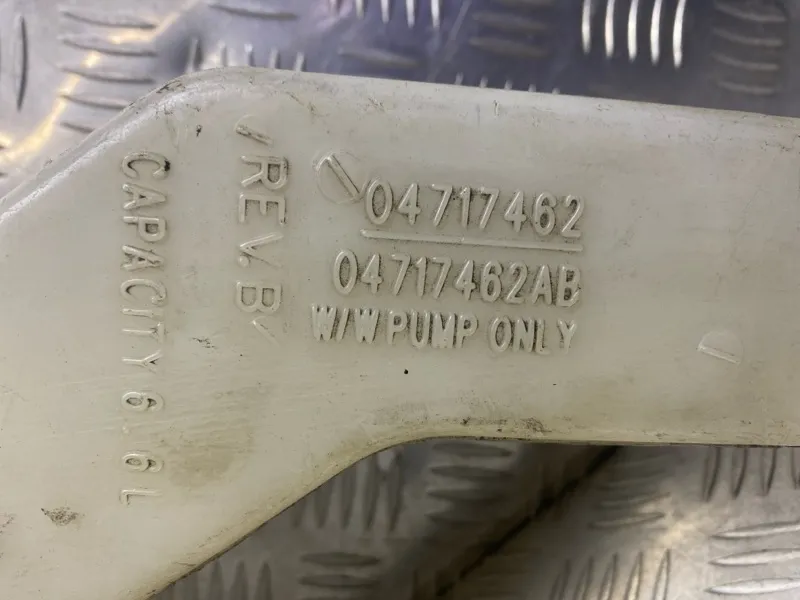 04717462
04717462AB
W/W PUMP ONLY
REV. B
CAPACITY 6.6L